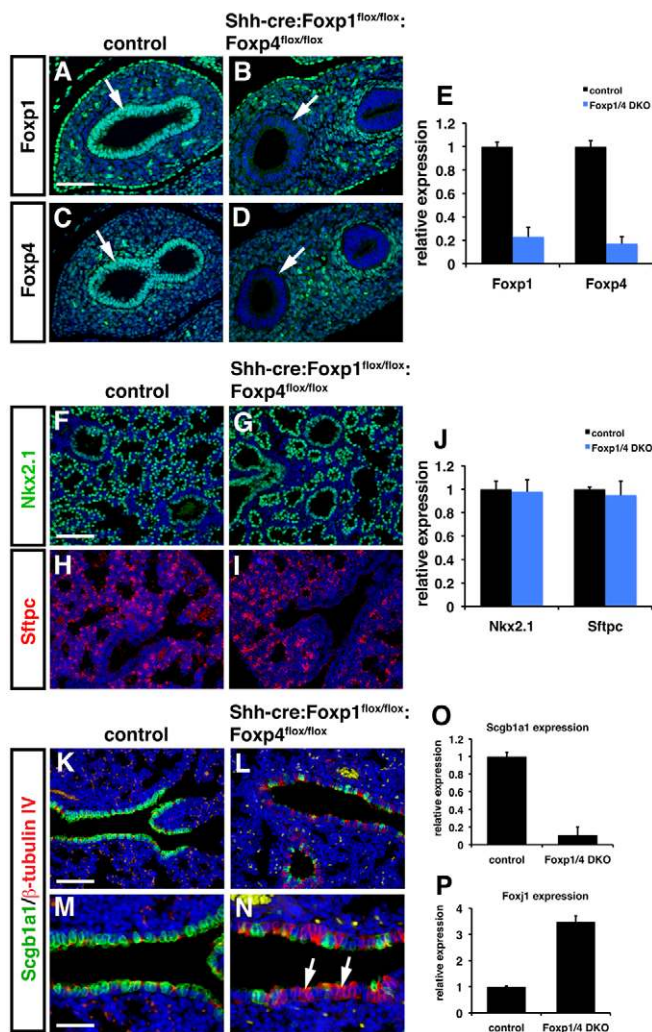 Shh-cre:Foxp1flox/flox:
control Foxp4flox/flox
A B
Foxp1
C D
Foxp4
E
control
Foxp1/4 DKO
relative expression
1.2
1
0.8
0.6
0.4
0.2
0
Foxp1 Foxp4
Shh-cre:Foxp1flox/flox:
control Foxp4flox/flox
F G
Nkx2.1
H I
Sftpc
J
control
Foxp1/4 DKO
relative expression
1.2
1
0.8
0.6
0.4
0.2
0
Nkx2.1 Sftpc
Shh-cre:Foxp1flox/flox:
control Foxp4flox/flox
K L
M N
Scgb1a1/β-tubulin IV
O
Scgb1a1 expression
relative expression
1.2
1
0.8
0.6
0.4
0.2
0
control Foxp1/4 DKO
P
Foxj1 expression
relative expression
4
3
2
1
0
control Foxp1/4 DKO